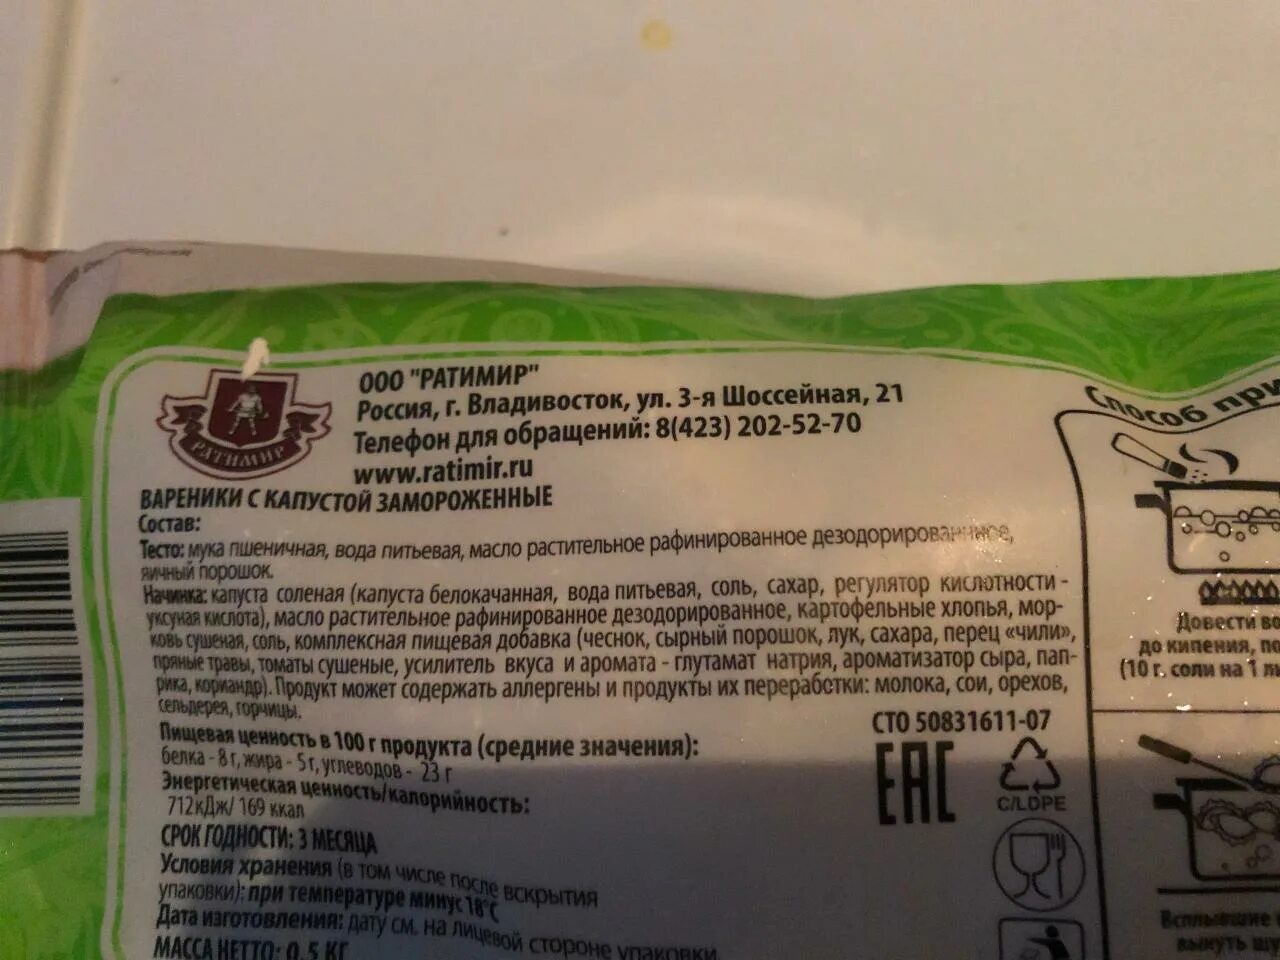 ООО "РАТИМИР"
Россия, г. Владивосток, ул. 3-я Шоссейная, 21
Телефон для обращений: 8(423) 202-52-70
www.ratimir.ru
РАТИМИР
ВАРЕНИКИ С КАПУСТОЙ ЗАМОРОЖЕННЫЕ
Состав:
Тесто: мука пшеничная, вода питьевая, масло растительное рафинированное дезодорированное,
яичный порошок.
Начинка: капуста соленая (капуста белокачанная, вода питьевая, соль, сахар, регулятор кислотности -
уксусная кислота), масло растительное рафинированное дезодорированное, картофельные хлопья, мор-
ковь сушеная, соль, комплексная пищевая добавка (чеснок, сырный порошок, лук, сахара, перец «чили»,
пряные травы, томаты сушеные, усилитель вкуса и аромата - глутамат натрия, ароматизатор сыра, пап-
рика, кориандр). Продукт может содержать аллергены и продукты их переработки: молока, сои, орехов,
сельдерея, горчицы.
Пищевая ценность в 100 г продукта (средние значения):
белка - 8 г, жира - 5 г, углеводов - 23 г
Энергетическая ценность/калорийность:
712кДж/ 169 ккал
СРОК ГОДНОСТИ: 3 МЕСЯЦА
Условия хранения (в том числе после вскрытия
упаковки): при температуре минус 18°С
Дата изготовления: дату см. на лицевой стороне упаковки
МАССА НЕТТО: 0,5 КГ
СТО 50831611-07
ЕАС
C/LDPE
Способ при
Довести во
до кипения, по
(10 г. соли на 1 ли
Всплывшие
вынуть шу